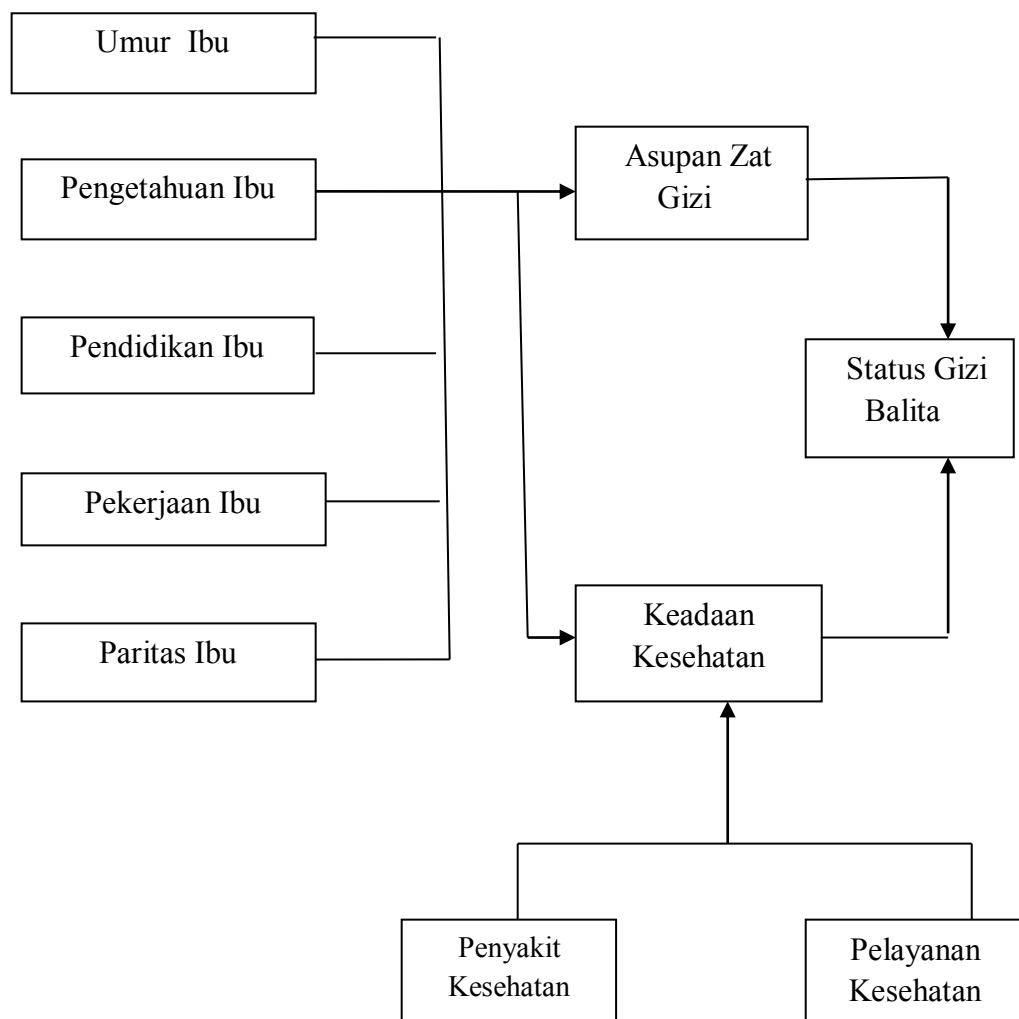 Umur Ibu
Pengetahuan Ibu
Pendidikan Ibu
Pekerjaan Ibu
Paritas Ibu
Asupan Zat
Gizi
Status Gizi
Balita
Keadaan
Kesehatan
Penyakit
Kesehatan
Pelayanan
Kesehatan